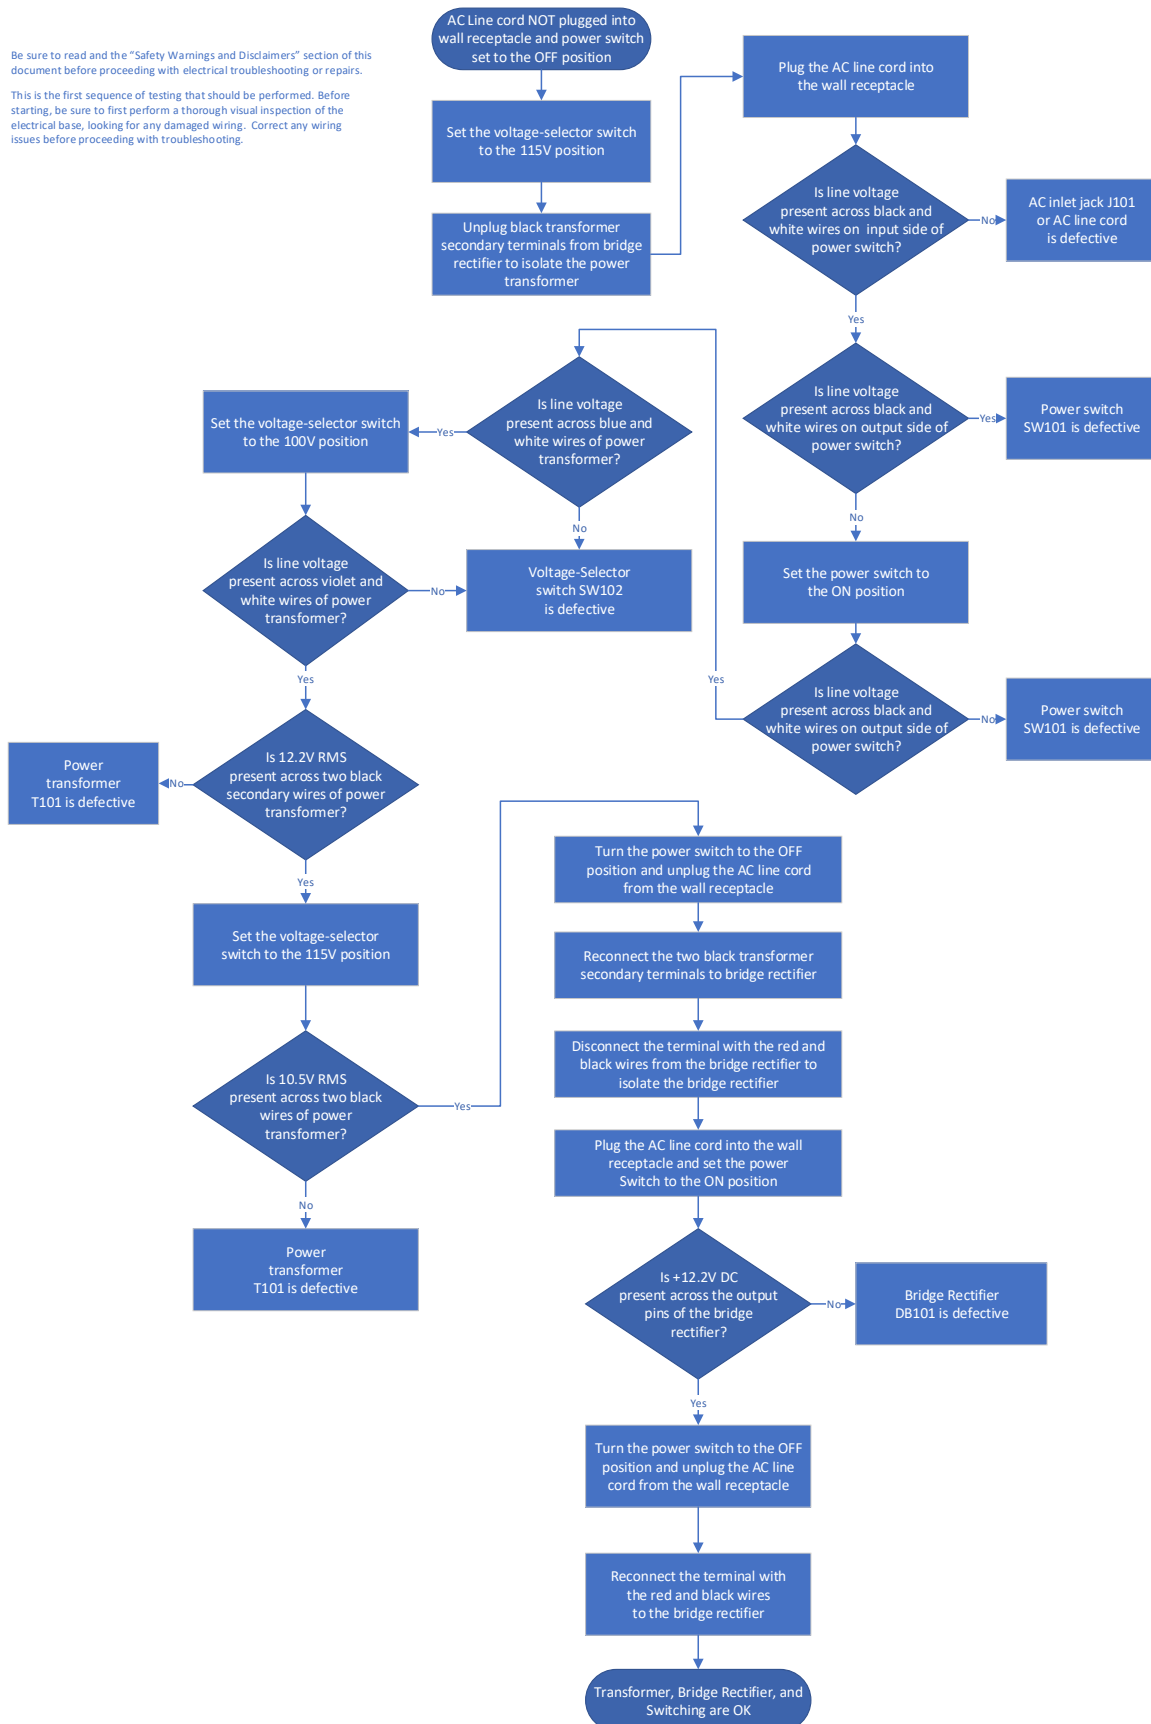 Be sure to read and the “Safety Warnings and Disclaimers” section of this
document before proceeding with electrical troubleshooting or repairs.
This is the first sequence of testing that should be performed. Before
starting, be sure to first perform a thorough visual inspection of the
electrical base, looking for any damaged wiring. Correct any wiring
issues before proceeding with troubleshooting.
AC Line cord NOT plugged into
wall receptacle and power switch
set to the OFF position
Set the voltage-selector switch
to the 115V position
Unplug black transformer
secondary terminals from bridge
rectifier to isolate the power
transformer
Plug the AC line cord into
the wall receptacle
Is line voltage
present across black and
white wires on input side of
power switch?
No
AC inlet jack J101
or AC line cord
is defective
Yes
Is line voltage
present across black and
white wires on output side of
power switch?
Yes
Power switch
SW101 is defective
No
Set the power switch to
the ON position
Is line voltage
present across black and
white wires on output side of
power switch?
No
Power switch
SW101 is defective
Yes
Is line voltage
present across blue and
white wires of power
transformer?
Yes
No
Set the voltage-selector switch
to the 100V position
Voltage-Selector
switch SW102
is defective
Is line voltage
present across violet and
white wires of power
transformer?
No
Yes
Is 12.2V RMS
present across two black
secondary wires of power
transformer?
No
Power
transformer
T101 is defective
Yes
Set the voltage-selector
switch to the 115V position
Is 10.5V RMS
present across two black
wires of power
transformer?
Yes
No
Power
transformer
T101 is defective
Turn the power switch to the OFF
position and unplug the AC line cord
from the wall receptacle
Reconnect the two black transformer
secondary terminals to bridge rectifier
Disconnect the terminal with the red and
black wires from the bridge rectifier to
isolate the bridge rectifier
Plug the AC line cord into the wall
receptacle and set the power
Switch to the ON position
Is +12.2V DC
present across the output
pins of the bridge
rectifier?
No
Bridge Rectifier
DB101 is defective
Yes
Turn the power switch to the OFF
position and unplug the AC line
cord from the wall receptacle
Reconnect the terminal with
the red and black wires
to the bridge rectifier
Transformer, Bridge Rectifier, and
Switching are OK